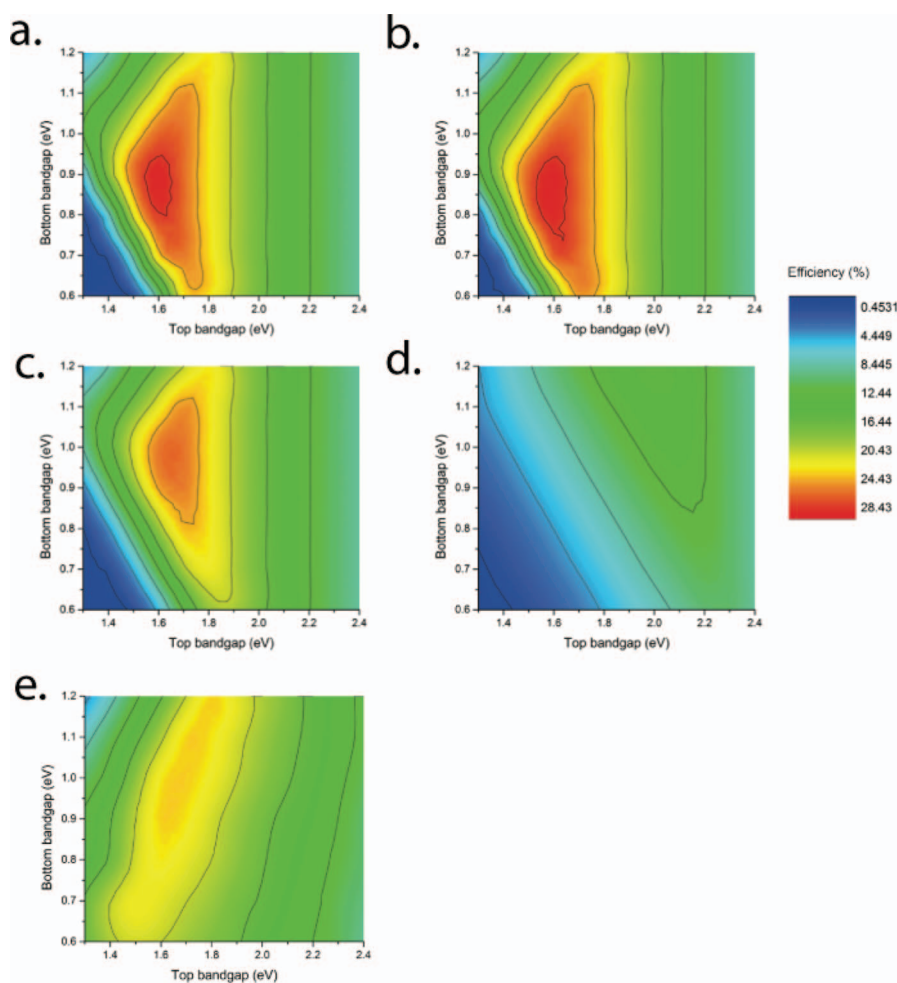 a.
1.2
1.1
1.0
0.9
0.8
0.7
0.6
Bottom bandgap (eV)
1.4 1.6 1.8 2.0 2.2 2.4
Top bandgap (eV)
b.
1.2
1.1
1.0
0.9
0.8
0.7
0.6
Bottom bandgap (eV)
1.4 1.6 1.8 2.0 2.2 2.4
Top bandgap (eV)
Efficiency (%)
0.4531
4.449
8.445
12.44
16.44
20.43
24.43
28.43
c.
1.2
1.1
1.0
0.9
0.8
0.7
0.6
Bottom bandgap (eV)
1.4 1.6 1.8 2.0 2.2 2.4
Top bandgap (eV)
d.
1.2
1.1
1.0
0.9
0.8
0.7
0.6
Bottom bandgap (eV)
1.4 1.6 1.8 2.0 2.2 2.4
Top bandgap (eV)
e.
1.2
1.1
1.0
0.9
0.8
0.7
0.6
Bottom bandgap (eV)
1.4 1.6 1.8 2.0 2.2 2.4
Top bandgap (eV)